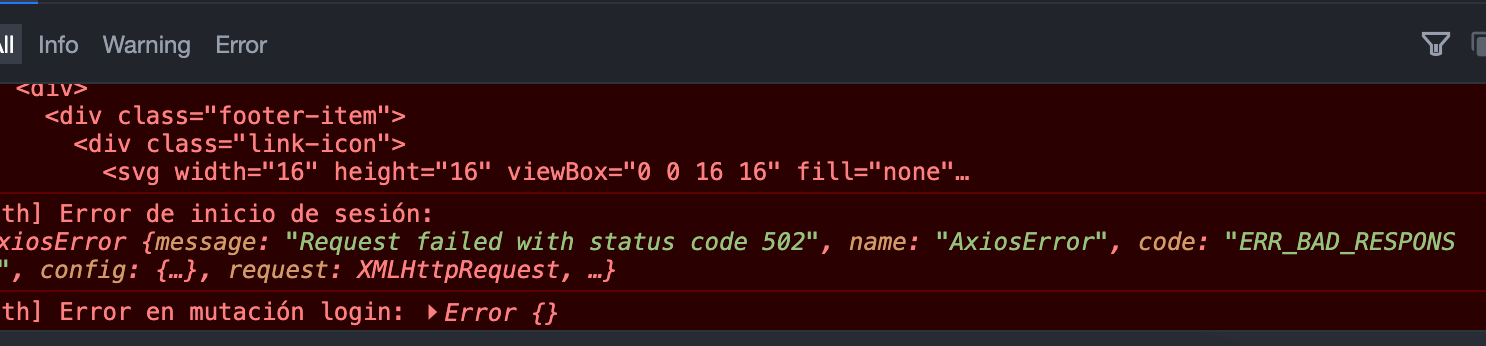 All Info Warning Error
<div>
<div class="footer-item">
<div class="link-icon">
<svg width="16" height="16" viewBox="0 0 16 16" fill="none"…
th] Error de inicio de sesión:
xiosError {message: "Request failed with status code 502", name: "AxiosError", code: "ERR_BAD_RESPONS
", config: {…}, request: XMLHttpRequest, …}
th] Error en mutación login: ▶Error {}